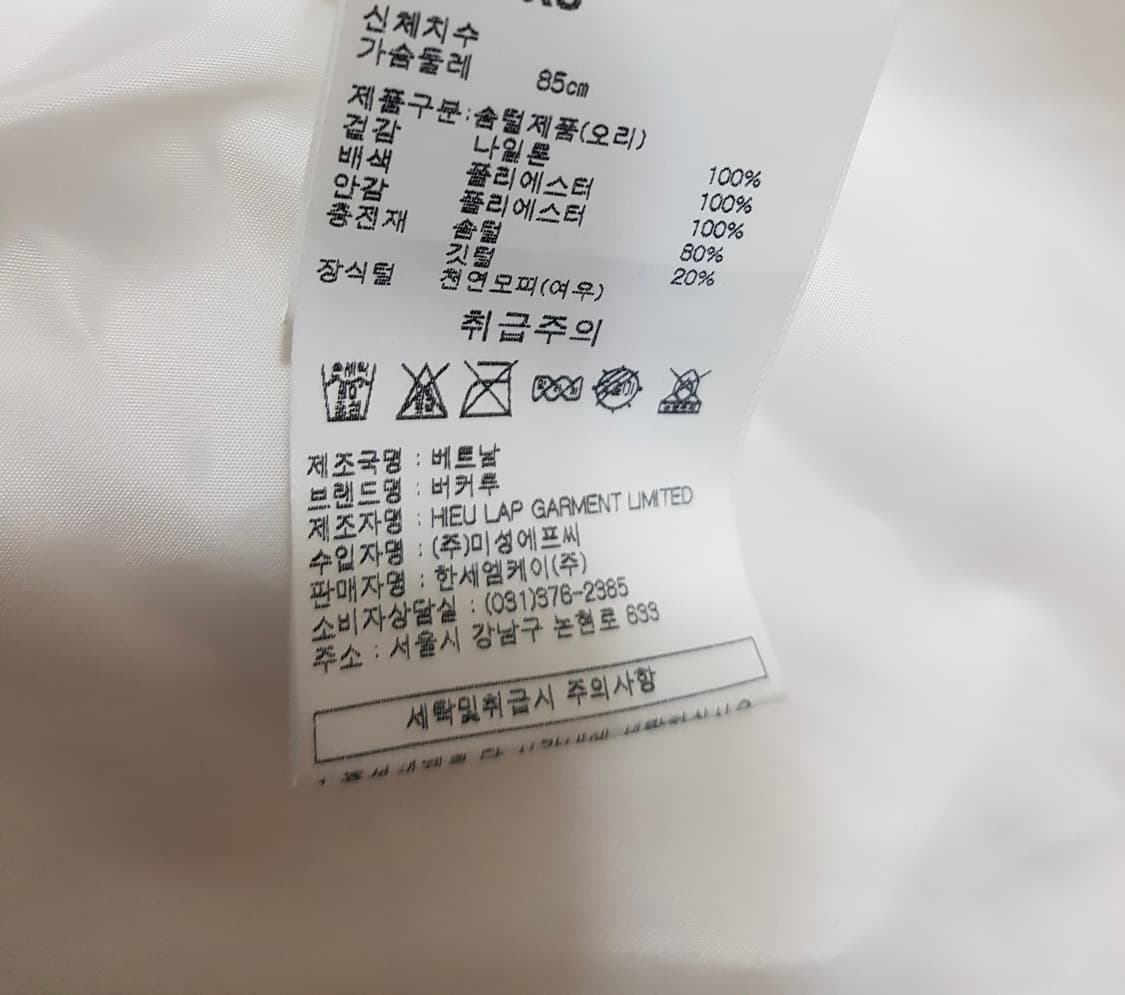 신체치수
가슴둘레 85cm
제품구분:솜털제품(오리)
겉감 나일론 100%
배색 폴리에스터 100%
안감 폴리에스터 100%
충전재 솜털 80%
깃털 20%
장식털 천연모피(여우)
취급주의
제조국명 : 베트남
브랜드명 : 버커루
제조자명 : HIEU LAP GARMENT LIMITED
수입자명 : (주)미성에프씨
판매자명 : 한세엠케이(주)
소비자상담실 : (031)376-2385
주소 : 서울시 강남구 논현로 633
세탁및취급시 주의사항